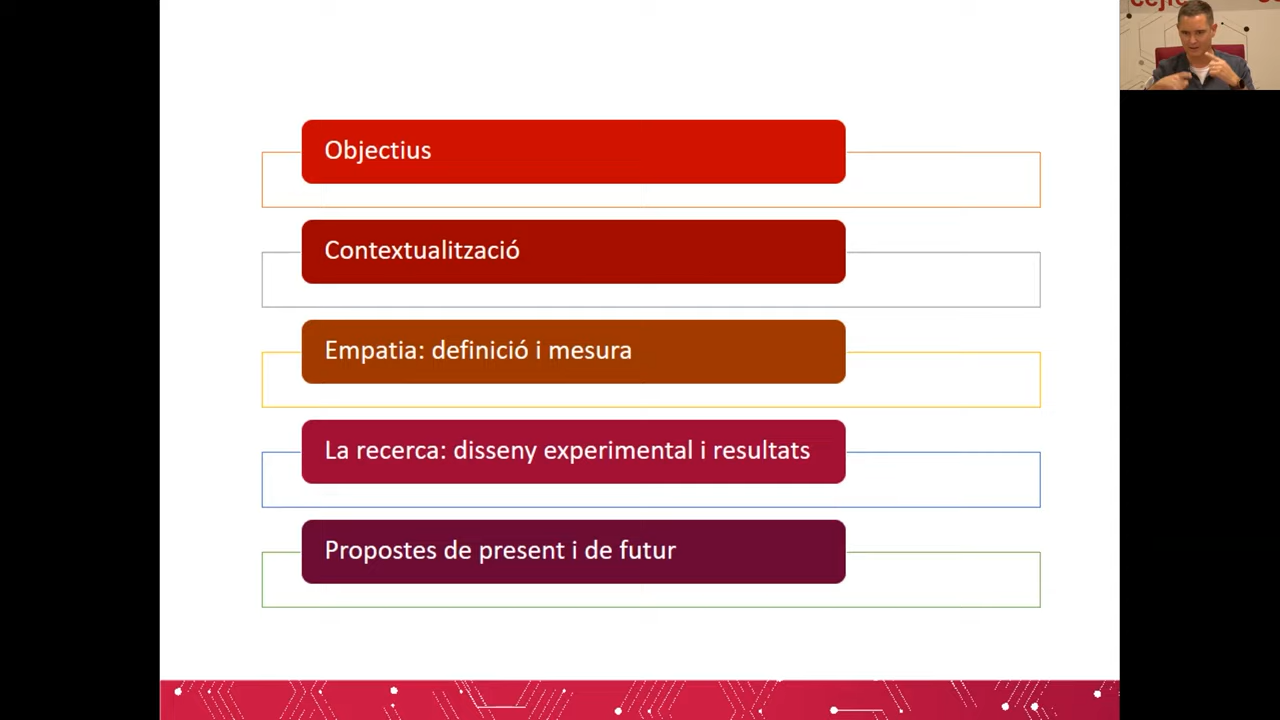 Objectius
Contextualització
Empatia: definició i mesura
La recerca: disseny experimental i resultats
Propostes de present i de futur